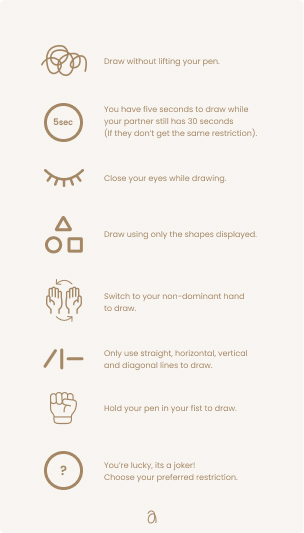 Draw without lifting your pen.
5sec
You have five seconds to draw while
your partner still has 30 seconds
(If they don't get the same restriction).
Close your eyes while drawing.
Draw using only the shapes displayed.
Switch to your non-dominant hand
to draw.
Only use straight, horizontal, vertical
and diagonal lines to draw.
Hold your pen in your fist to draw.
?
You're lucky, its a joker!
Choose your preferred restriction.